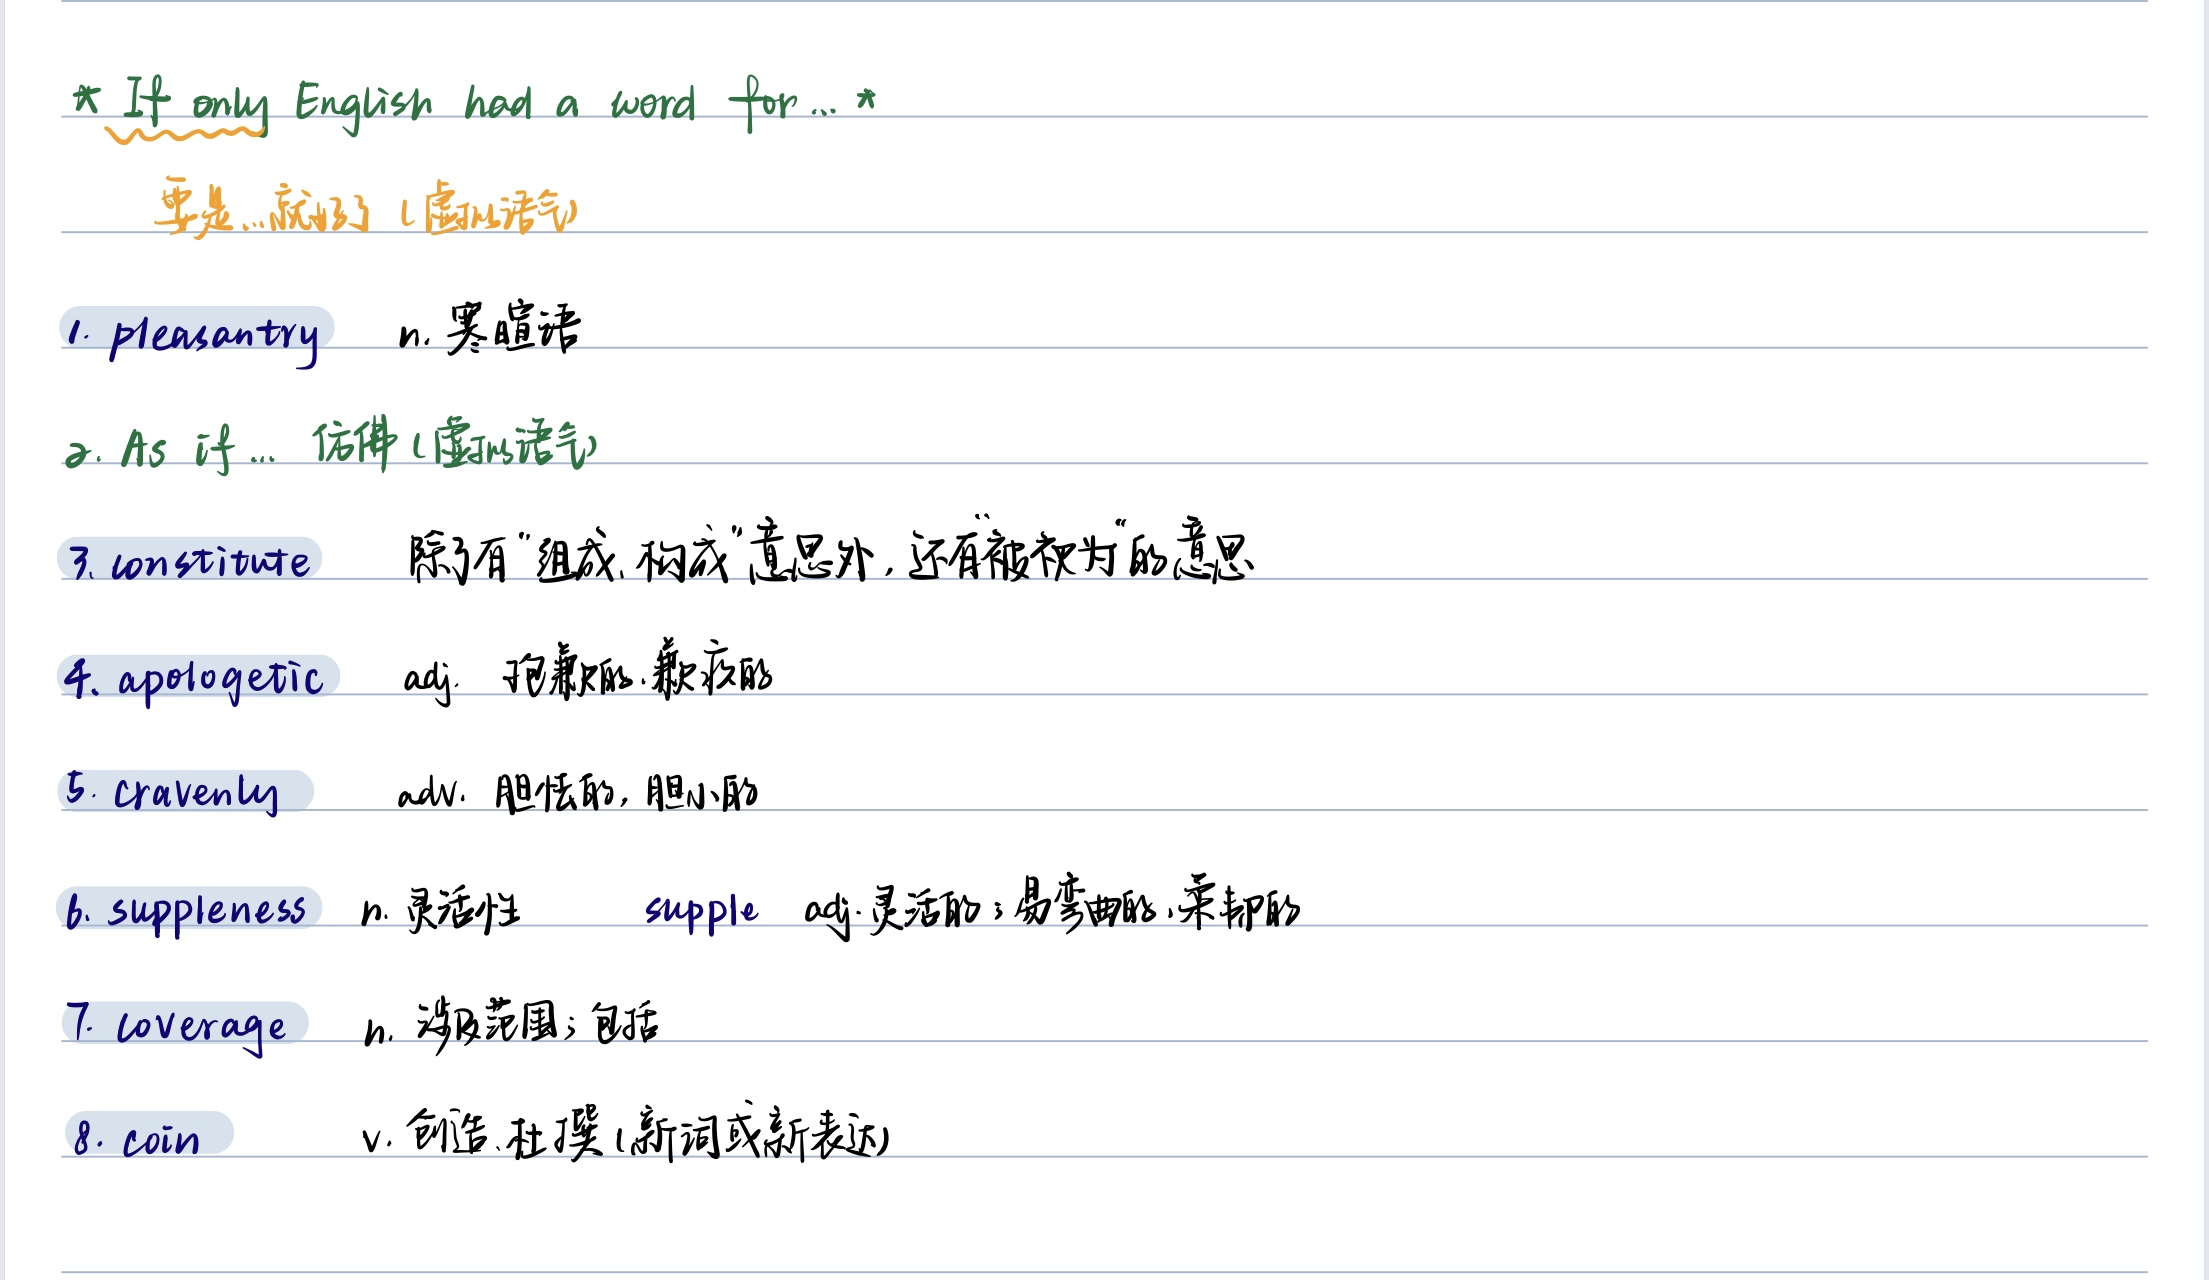 * If only English had a word for... *
要是...就好了（虚拟语气）
1. pleasantry n. 寒暄语
2. As if... 仿佛（虚拟语气）
3. constitute 除了有"组成、构成"意思外，还有"被视为"的意思
4. apologetic adj. 抱歉的、歉疚的
5. cravenly adv. 胆怯的，胆小的
6. suppleness n. 灵活性 supple adj. 灵活的；易弯曲的、柔韧的
7. coverage n. 涉及范围；包括
8. coin v. 创造、杜撰（新词或新表达）